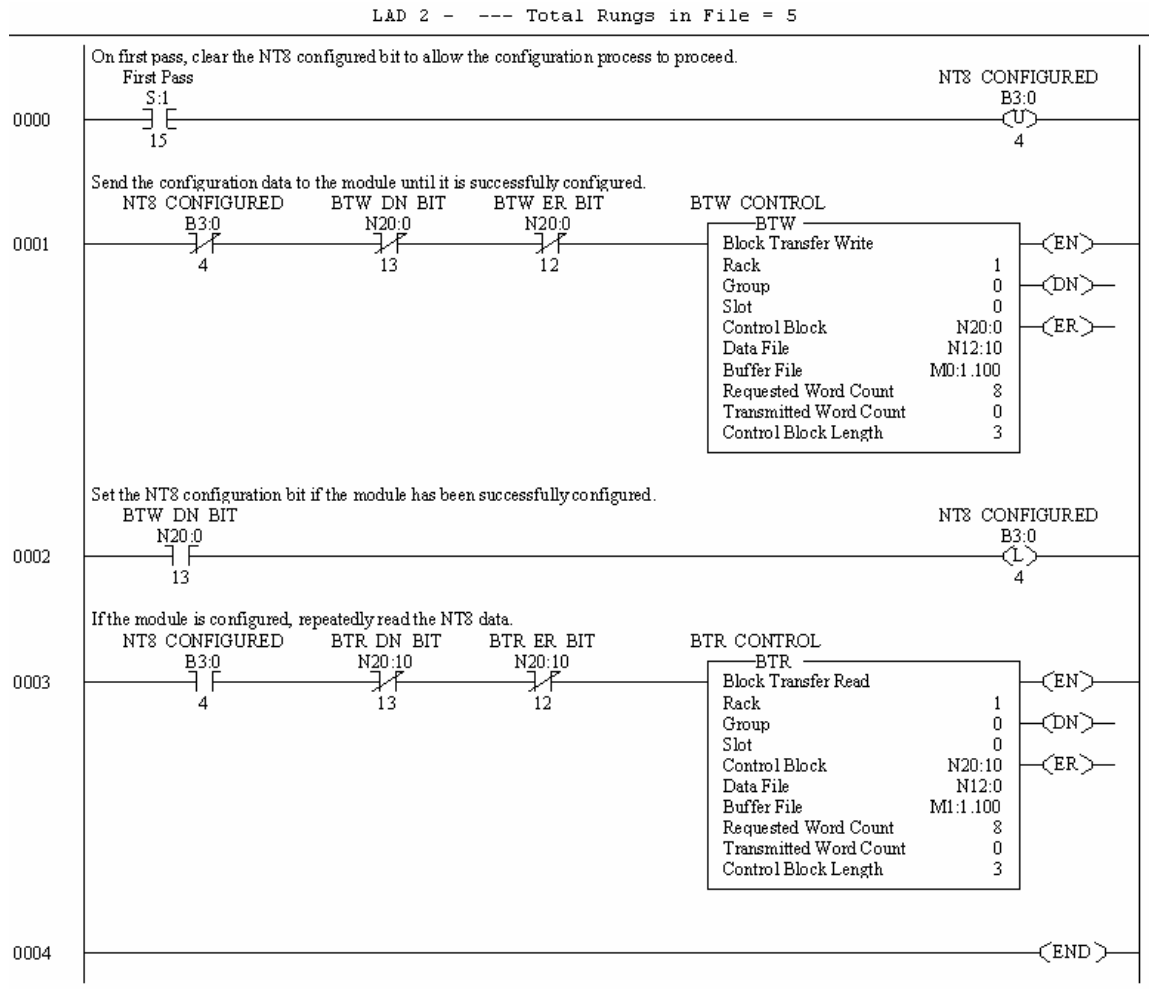 LAD 2 - --- Total Rungs in File = 5
On first pass, clear the NT8 configured bit to allow the configuration process to proceed.
First Pass NT8 CONFIGURED
S:1 B3:0
0000 U
15 4
Send the configuration data to the module until it is successfully configured.
NT8 CONFIGURED BTW DN BIT BTW ER BIT BTW CONTROL
B3:0 N20:0 N20:0 BTW
0001 Block Transfer Write EN
4 13 12 Rack 1
Group 0 DN
Slot 0
Control Block N20:0 ER
Data File N12:10
Buffer File M0:1.100
Requested Word Count 8
Transmitted Word Count 0
Control Block Length 3
Set the NT8 configuration bit if the module has been successfully configured.
BTW DN BIT NT8 CONFIGURED
N20:0 B3:0
0002 L
13 4
If the module is configured, repeatedly read the NT8 data.
NT8 CONFIGURED BTR DN BIT BTR ER BIT BTR CONTROL
B3:0 N20:10 N20:10 BTR
0003 Block Transfer Read EN
4 13 12 Rack 1
Group 0 DN
Slot 0
Control Block N20:10 ER
Data File N12:0
Buffer File M1:1.100
Requested Word Count 8
Transmitted Word Count 0
Control Block Length 3
0004 END